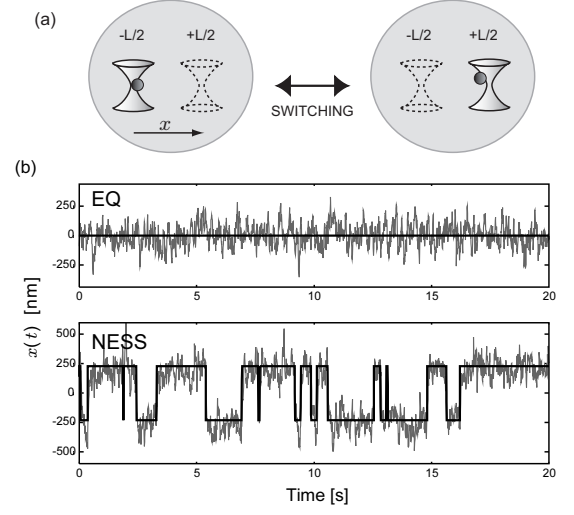 (a)
-L/2 +L/2 -L/2 +L/2
SWITCHING
x
(b)
EQ
250
0
-250
0 5 10 15 20
x(t) [nm]
NESS
500
250
0
-250
-500
0 5 10 15 20
Time [s]